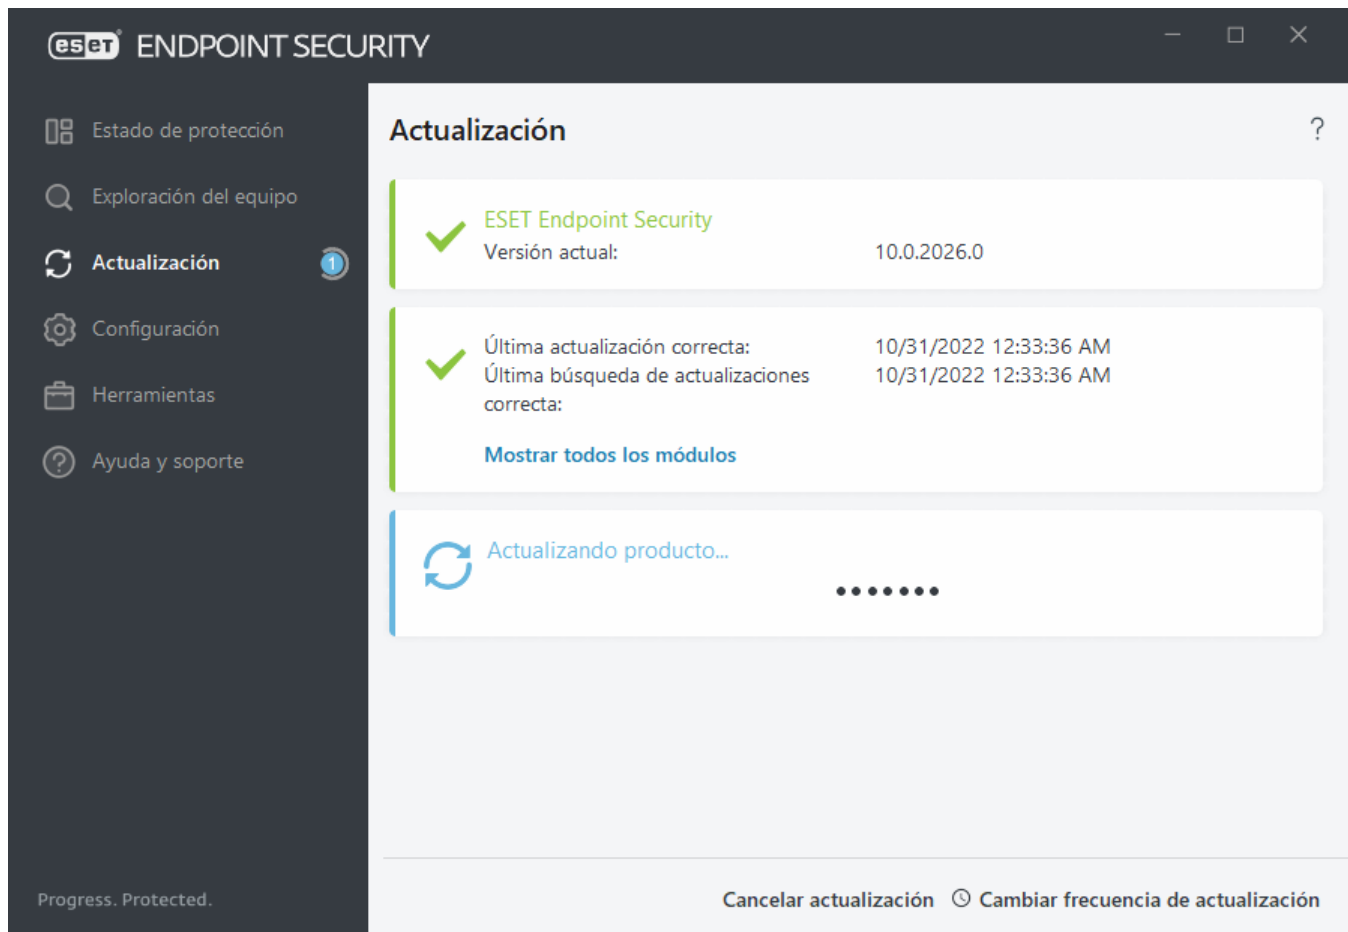 eset ENDPOINT SECURITY
Estado de protección
Exploración del equipo
Actualización
1
Configuración
Herramientas
Ayuda y soporte
Progress. Protected.
Actualización
?
ESET Endpoint Security
Versión actual: 10.0.2026.0
Última actualización correcta: 10/31/2022 12:33:36 AM
Última búsqueda de actualizaciones 10/31/2022 12:33:36 AM
correcta:
Mostrar todos los módulos
Actualizando producto...
Cancelar actualización Cambiar frecuencia de actualización